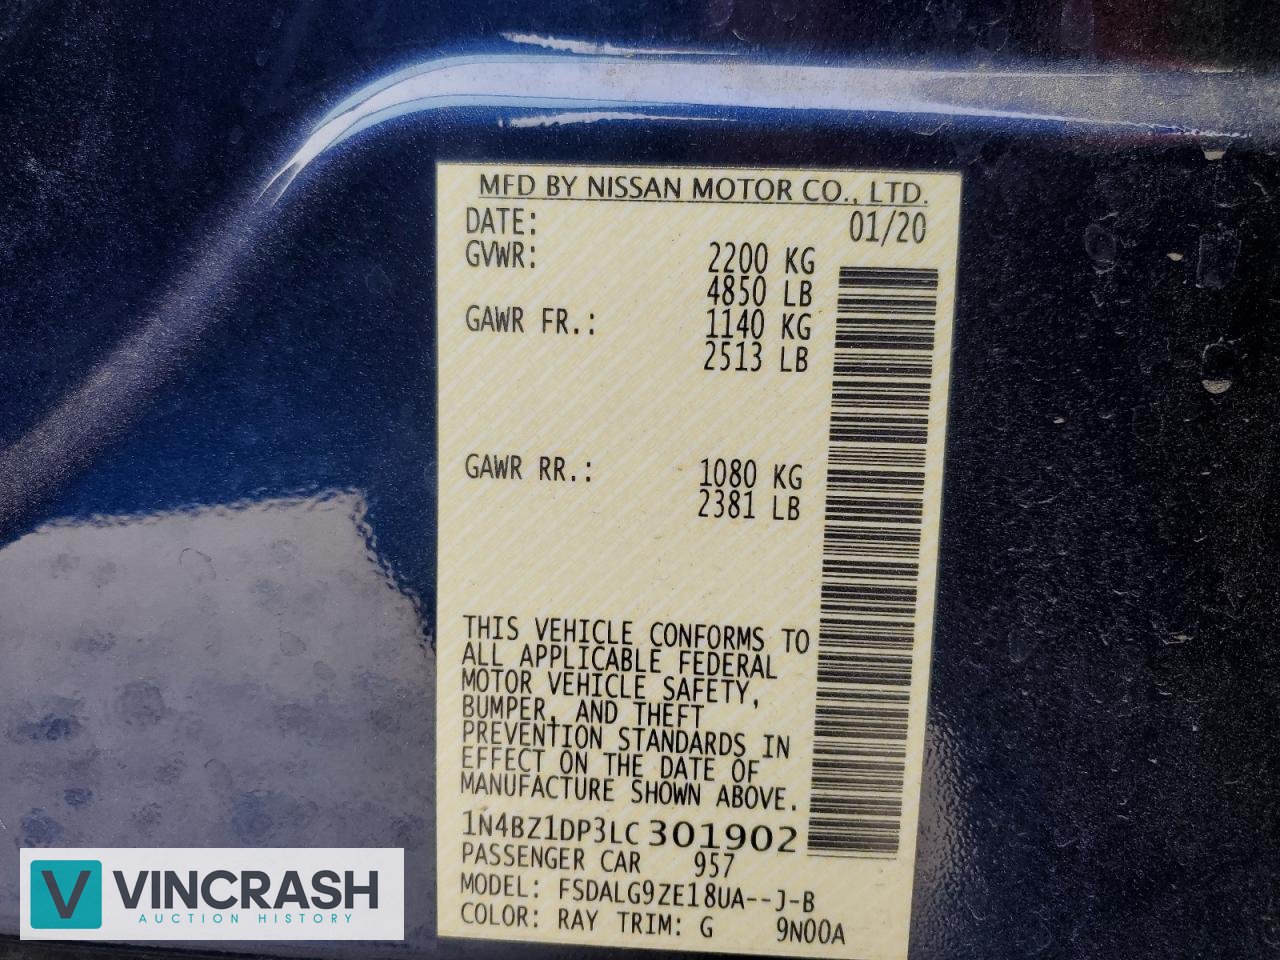 MFD BY NISSAN MOTOR CO., LTD.
DATE: 01/20
GVWR: 2200 KG
4850 LB
GAWR FR.: 1140 KG
2513 LB
GAWR RR.: 1080 KG
2381 LB
THIS VEHICLE CONFORMS TO
ALL APPLICABLE FEDERAL
MOTOR VEHICLE SAFETY,
BUMPER, AND THEFT
PREVENTION STANDARDS IN
EFFECT ON THE DATE OF
MANUFACTURE SHOWN ABOVE.
1N4BZ1DP3LC301902
PASSENGER CAR 957
MODEL: FSDALG9ZE18UA--J-B
COLOR: RAY TRIM: G 9N00A
V VINCRASH
AUCTION HISTORY